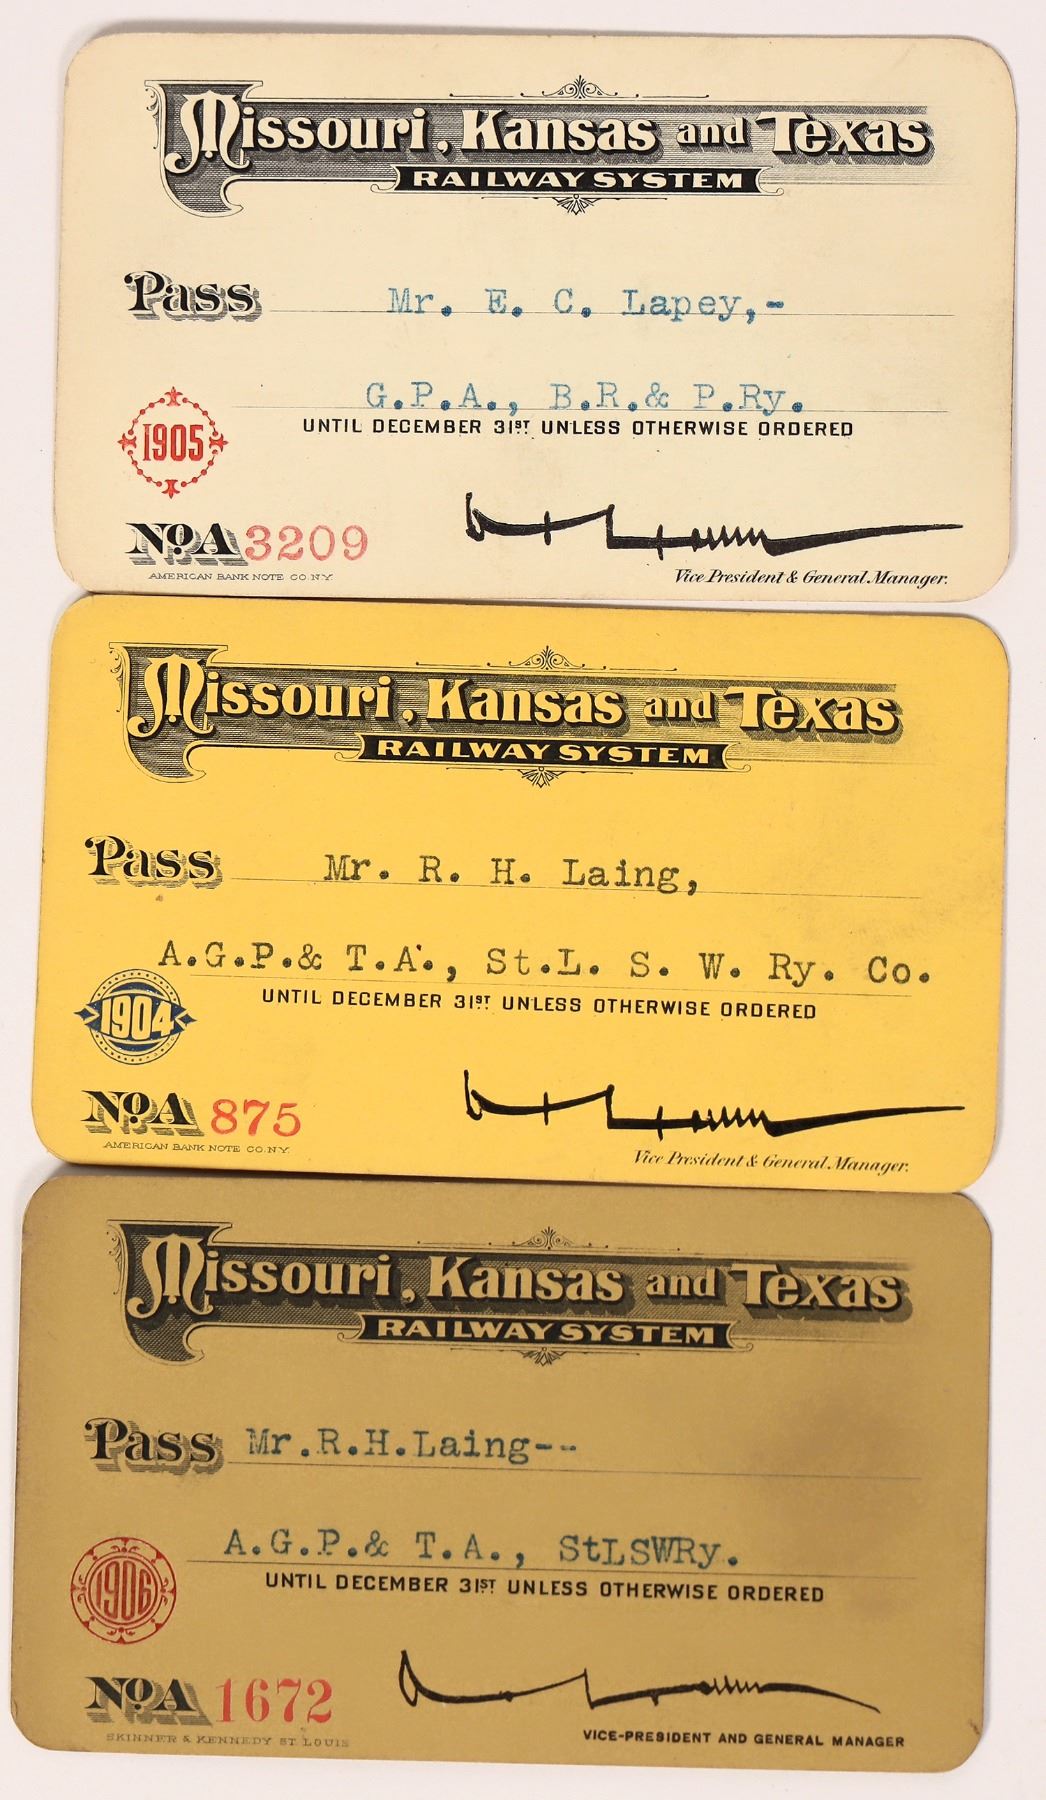 Missouri, Kansas and Texas
RAILWAY SYSTEM
Pass Mr. E. C. Lapey,-
G.P.A., B.R.& P.Ry.
1905
UNTIL DECEMBER 31ST UNLESS OTHERWISE ORDERED
No. A 3209
AMERICAN BANK NOTE CO. N.Y.
Vice President & General Manager.
Missouri, Kansas and Texas
RAILWAY SYSTEM
Pass Mr. R. H. Laing,
A.G.P.& T.A., St.L. S. W. Ry. Co.
1904
UNTIL DECEMBER 31ST UNLESS OTHERWISE ORDERED
No. A 875
AMERICAN BANK NOTE CO. N.Y.
Vice President & General Manager.
Missouri, Kansas and Texas
RAILWAY SYSTEM
Pass Mr.R.H.Laing--
A.G.P.& T.A., StLSWRy.
1906
UNTIL DECEMBER 31ST UNLESS OTHERWISE ORDERED
No. A 1672
SKINNER & KENNEDY ST. LOUIS
VICE-PRESIDENT AND GENERAL MANAGER